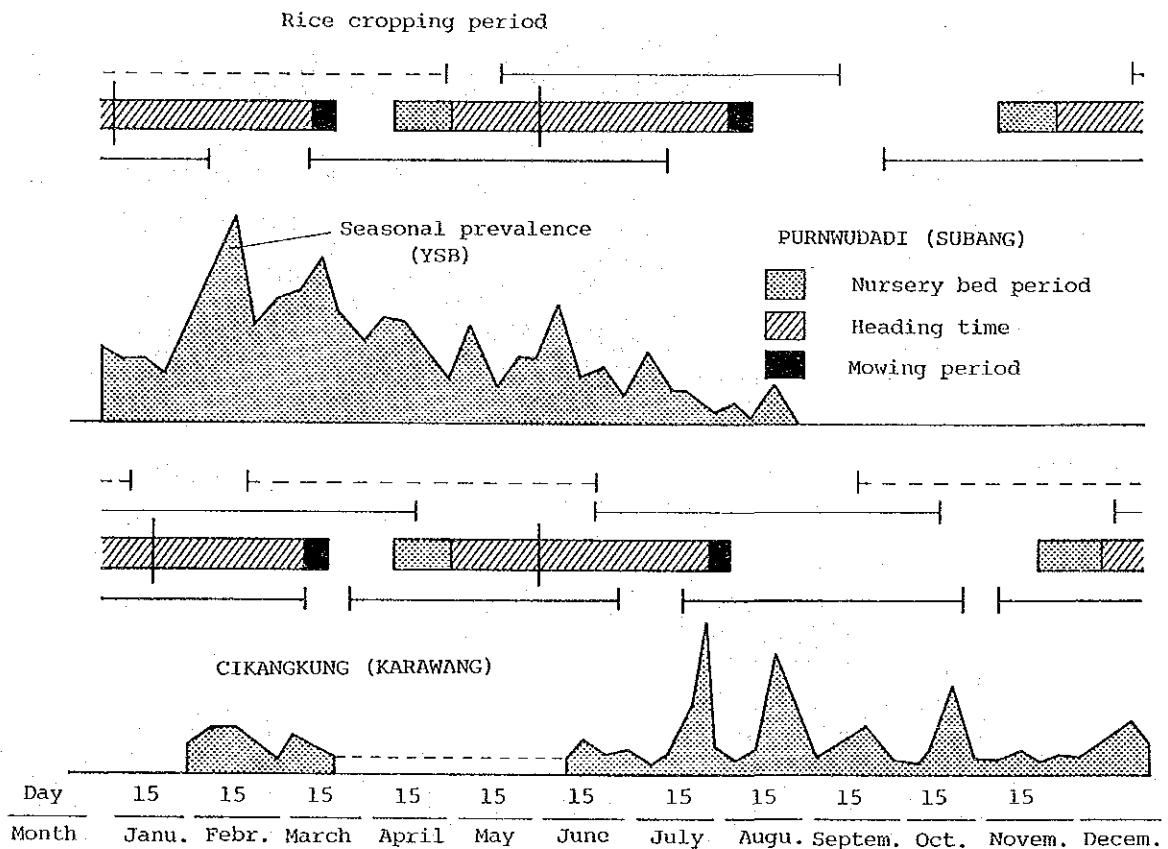 Rice cropping period
Seasonal prevalence
(YSB)
PURNWUDADI (SUBANG)
Nursery bed period
Heading time
Mowing period
CIKANGKUNG (KARAWANG)
Day 15 15 15 15 15 15 15 15 15 15 15
Month Janu. Febr. March April May June July Augu. Septem. Oct. Novem. Decem.